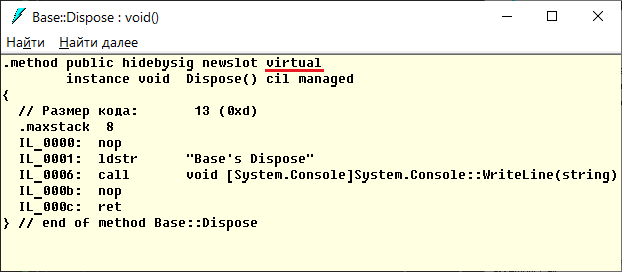 Base::Dispose : void()
Найти Найти далее
.method public hidebysig newslot virtual
        instance void  Dispose() cil managed
{
  // Размер кода:       13 (0xd)
  .maxstack  8
  IL_0000:  nop
  IL_0001:  ldstr      "Base's Dispose"
  IL_0006:  call       void [System.Console]System.Console::WriteLine(string)
  IL_000b:  nop
  IL_000c:  ret
} // end of method Base::Dispose